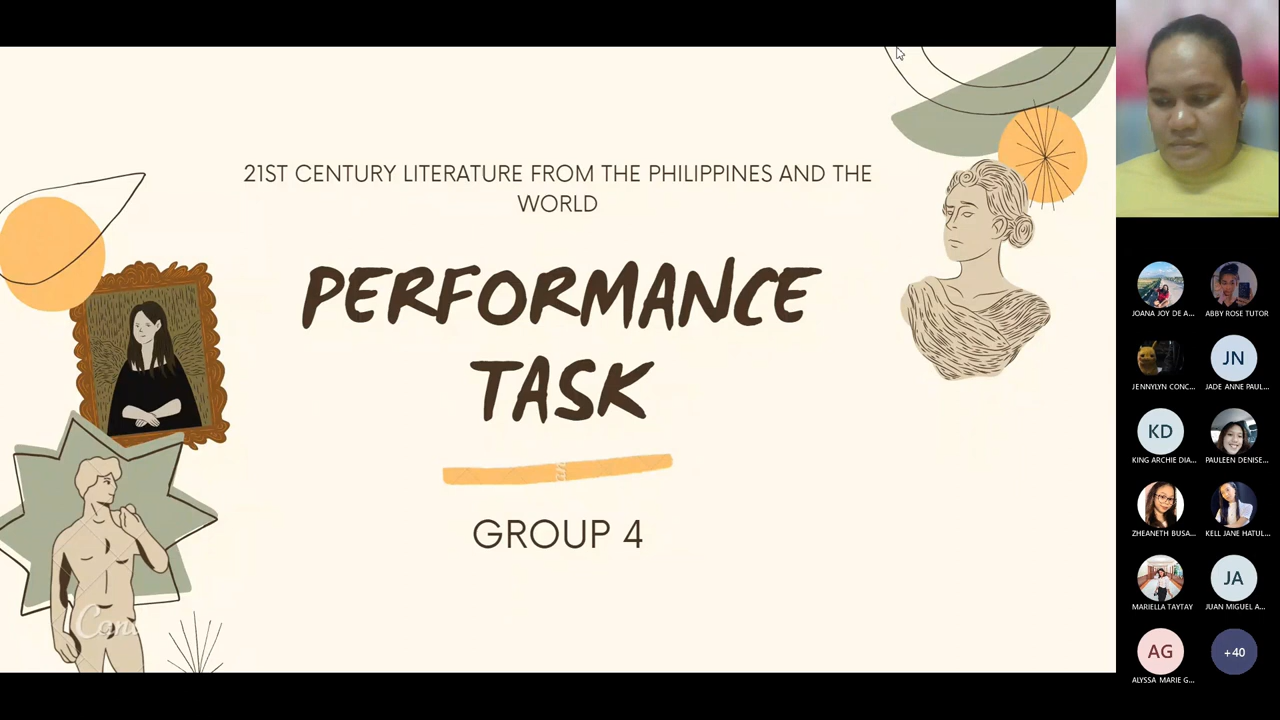 21ST CENTURY LITERATURE FROM THE PHILIPPINES AND THE
WORLD
PERFORMANCE
TASK
GROUP 4
JOANA JOY DE A...
ABBY ROSE TUTOR
JENNYLYN CONC...
JN
JADE ANNE PAUL...
KD
KING ARCHIE DIA...
PAULEEN DENISE...
ZHEANETH BUSA...
KELL JANE HATUL...
MARIELLA TAYTAY
JA
JUAN MIGUEL A...
AG
ALYSSA MARIE G...
+40